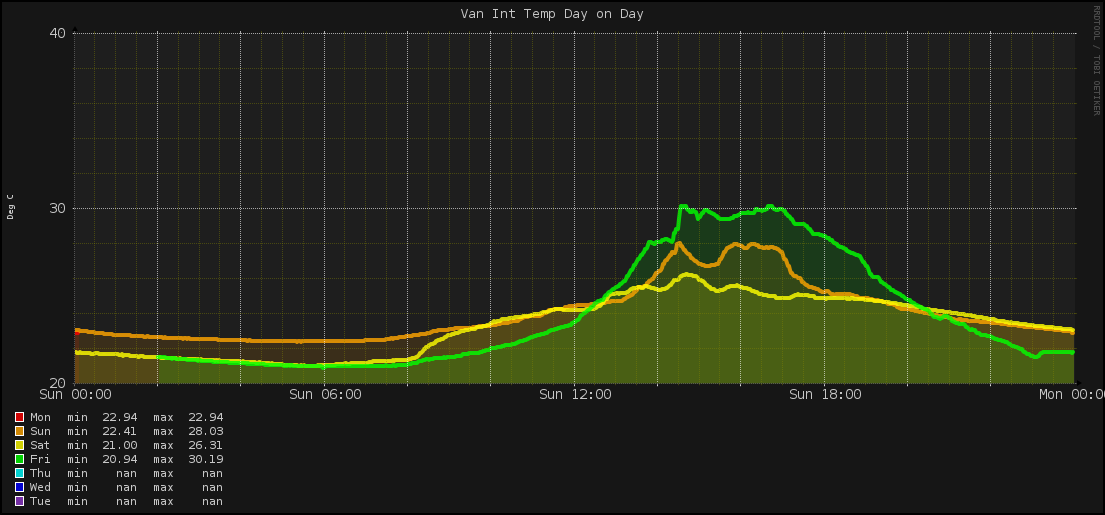 Van Int Temp Day on Day
RRDTOOL / TOBI OETIKER
Deg C
40
30
20
Sun 00:00 Sun 06:00 Sun 12:00 Sun 18:00 Mon 00:0
Mon min 22.94 max 22.94
Sun min 22.41 max 28.03
Sat min 21.00 max 26.31
Fri min 20.94 max 30.19
Thu min nan max nan
Wed min nan max nan
Tue min nan max nan